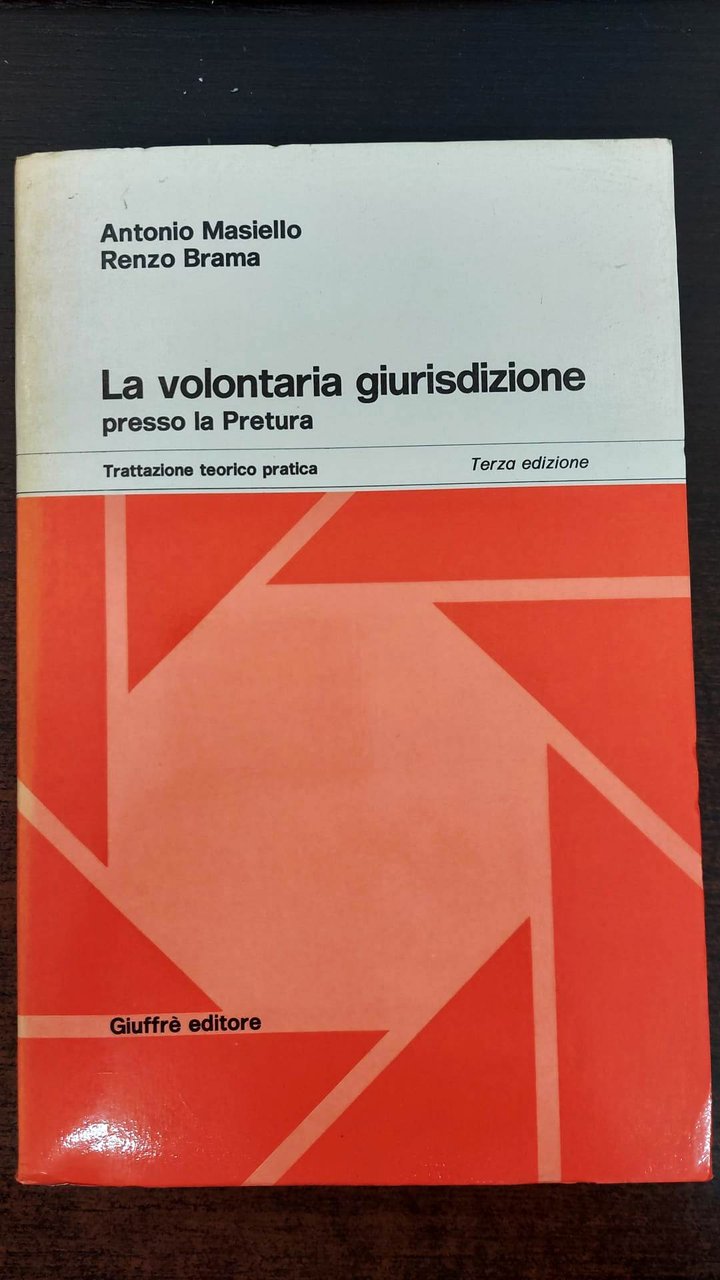 Antonio Masiello
Renzo Brama
La volontaria giurisdizione
presso la Pretura
Trattazione teorico pratica
Terza edizione
Giuffrè editore